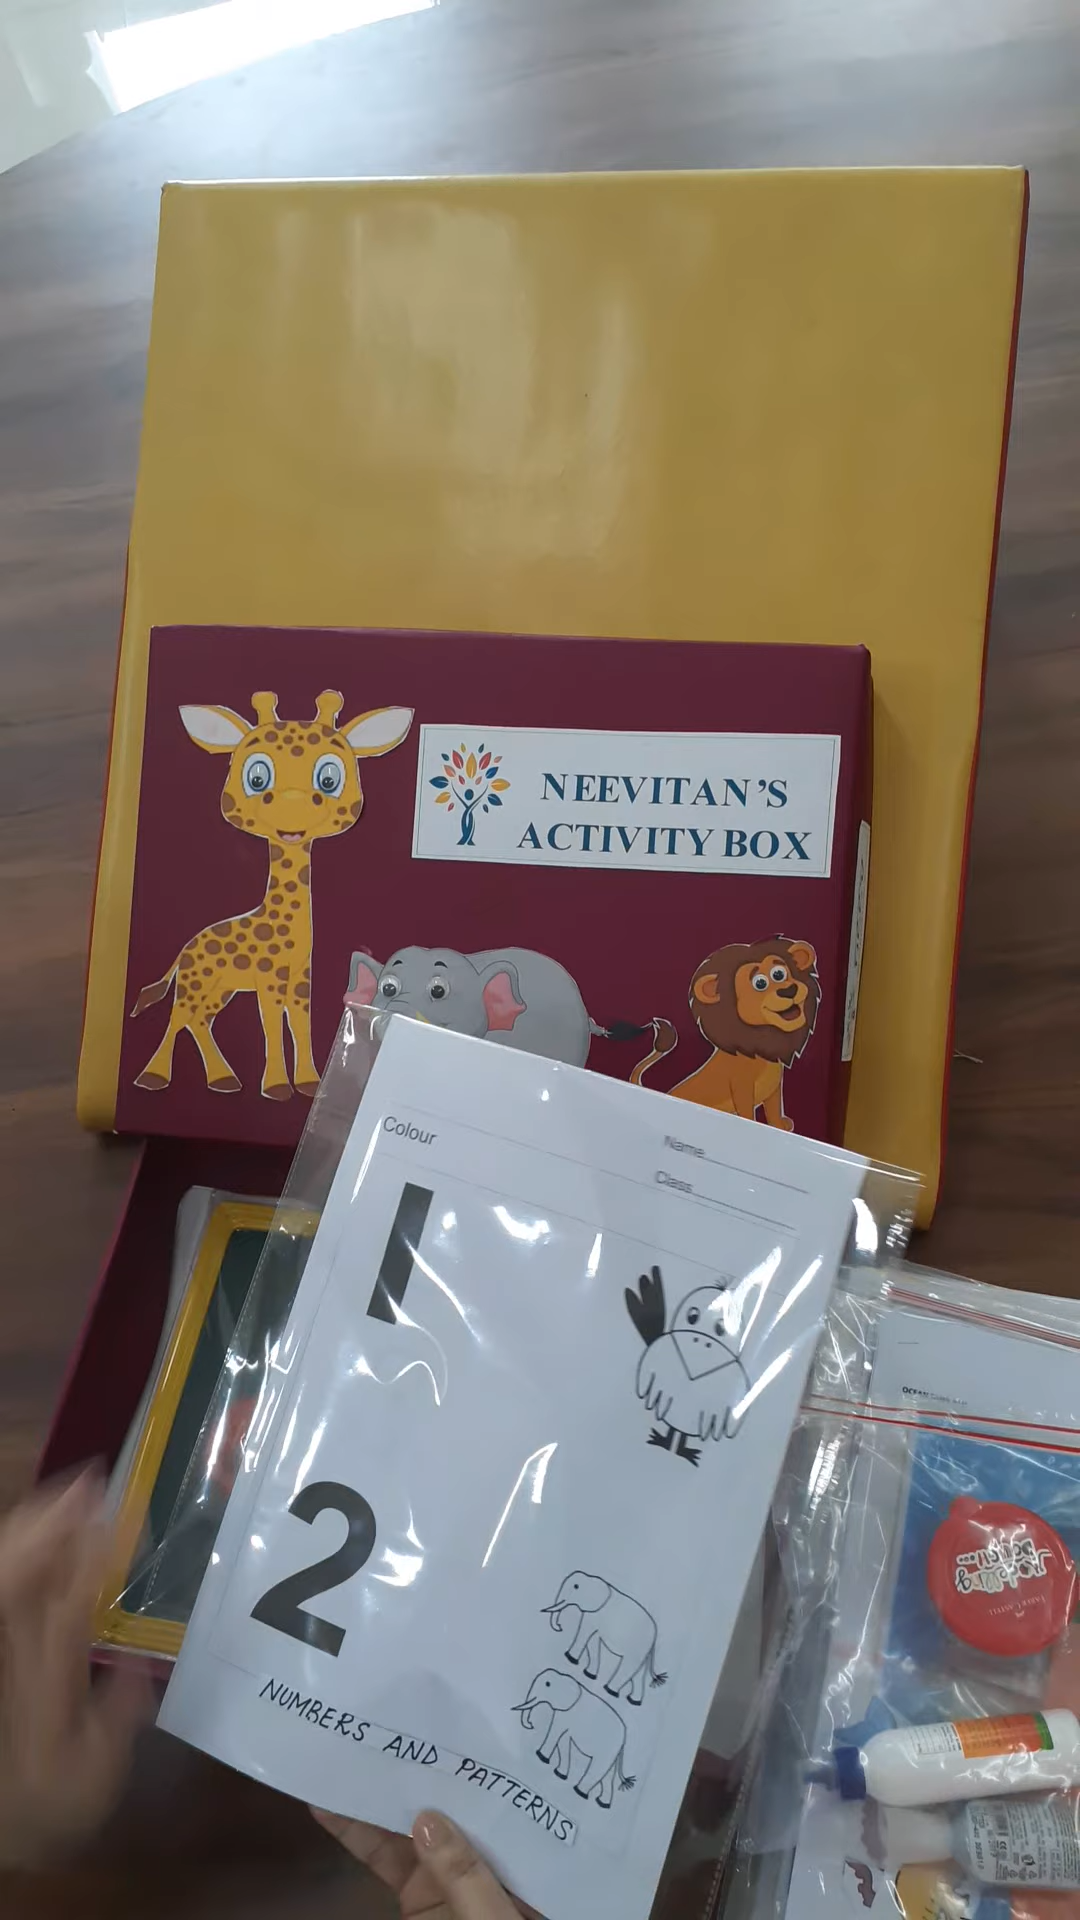 NEEVITAN'S
ACTIVITY BOX
Colour
Name
Class
1
2
NUMBERS AND PATTERNS